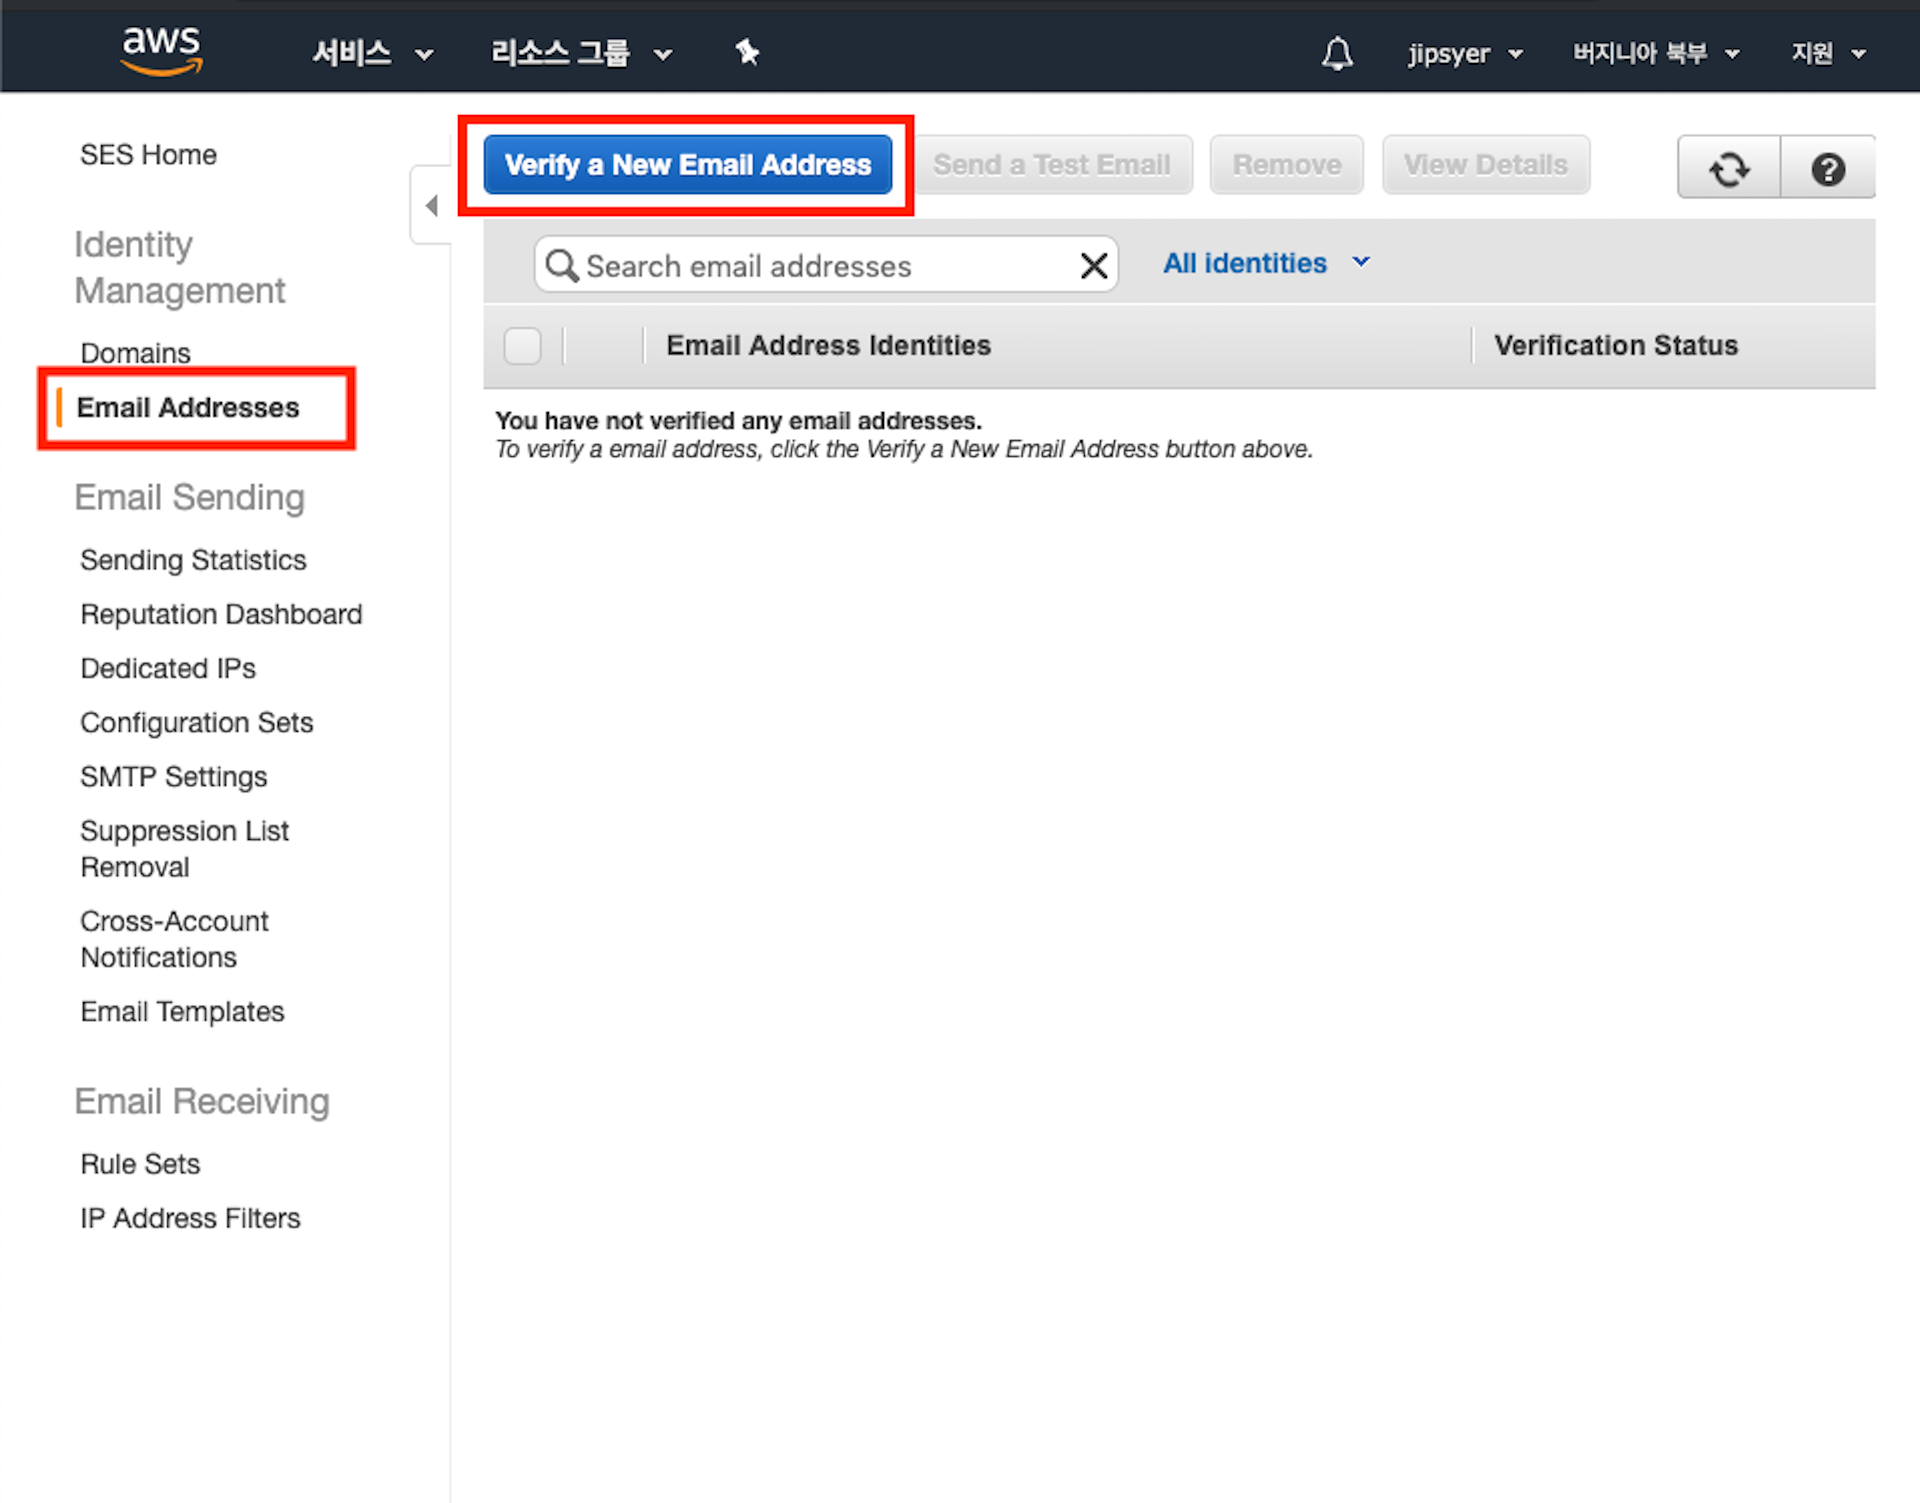 aws
서비스
리소스 그룹
jipsyer
버지니아 북부
지원
SES Home
Identity
Management
Domains
Email Addresses
Email Sending
Sending Statistics
Reputation Dashboard
Dedicated IPs
Configuration Sets
SMTP Settings
Suppression List
Removal
Cross-Account
Notifications
Email Templates
Email Receiving
Rule Sets
IP Address Filters
Verify a New Email Address
Send a Test Email
Remove
View Details
Search email addresses
All identities
Email Address Identities
Verification Status
You have not verified any email addresses.
To verify a email address, click the Verify a New Email Address button above.